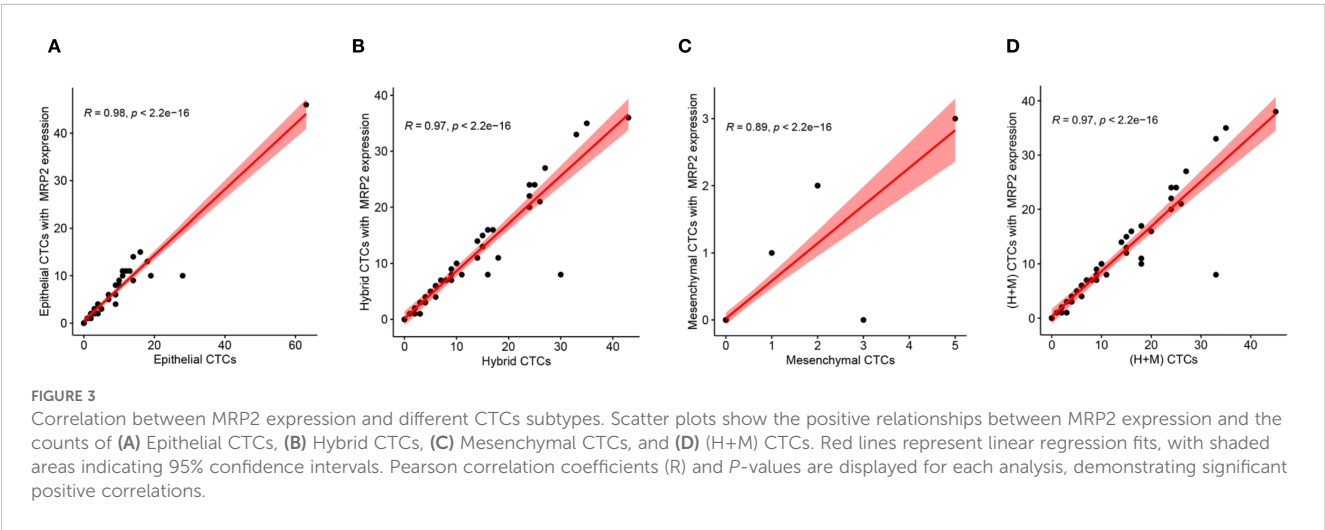 A
B
C
D
Epithelial CTCs with MRP2 expression
R = 0.98, p < 2.2e−16
40
30
20
10
0
0
20
40
60
Epithelial CTCs
Hybrid CTCs with MRP2 expression
R = 0.97, p < 2.2e−16
40
30
20
10
0
0
10
20
30
40
Hybrid CTCs
Mesenchymal CTCs with MRP2 expression
R = 0.89, p < 2.2e−16
3
2
1
0
0
1
2
3
4
5
Mesenchymal CTCs
(H+M) CTCs with MRP2 expression
R = 0.97, p < 2.2e−16
40
30
20
10
0
0
10
20
30
40
(H+M) CTCs
FIGURE 3
Correlation between MRP2 expression and different CTCs subtypes. Scatter plots show the positive relationships between MRP2 expression and the
counts of (A) Epithelial CTCs, (B) Hybrid CTCs, (C) Mesenchymal CTCs, and (D) (H+M) CTCs. Red lines represent linear regression fits, with shaded
areas indicating 95% confidence intervals. Pearson correlation coefficients (R) and P-values are displayed for each analysis, demonstrating significant
positive correlations.